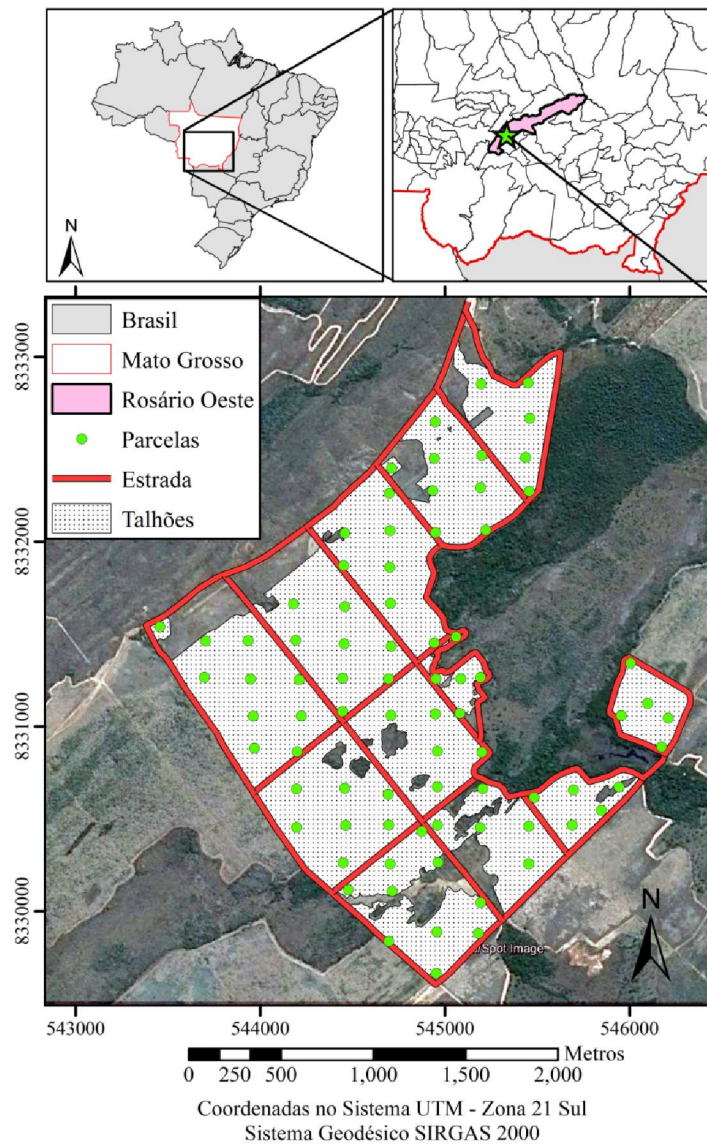 N
Brasil
Mato Grosso
Rosário Oeste
Parcelas
Estrada
Talhões
8333000
8332000
8331000
8330000
N
/Spot Image
543000 544000 545000 546000
Metros
0 250 500 1,000 1,500 2,000
Coordenadas no Sistema UTM - Zona 21 Sul
Sistema Geodésico SIRGAS 2000